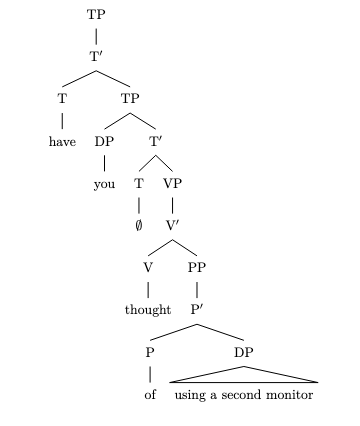 TP
T′
T TP
have DP T′
you T VP
∅ V′
V PP
thought P′
P DP
of using a second monitor